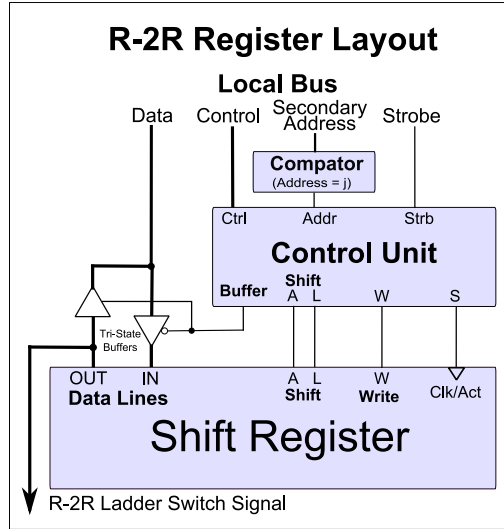 R-2R Register Layout
Local Bus
Data Control Secondary Address Strobe
Compator
(Address = j)
Ctrl Addr Strb
Control Unit
Buffer Shift
A L W S
Tri-State
Buffers
OUT IN A L W
Data Lines Shift Write Clk/Act
Shift Register
R-2R Ladder Switch Signal